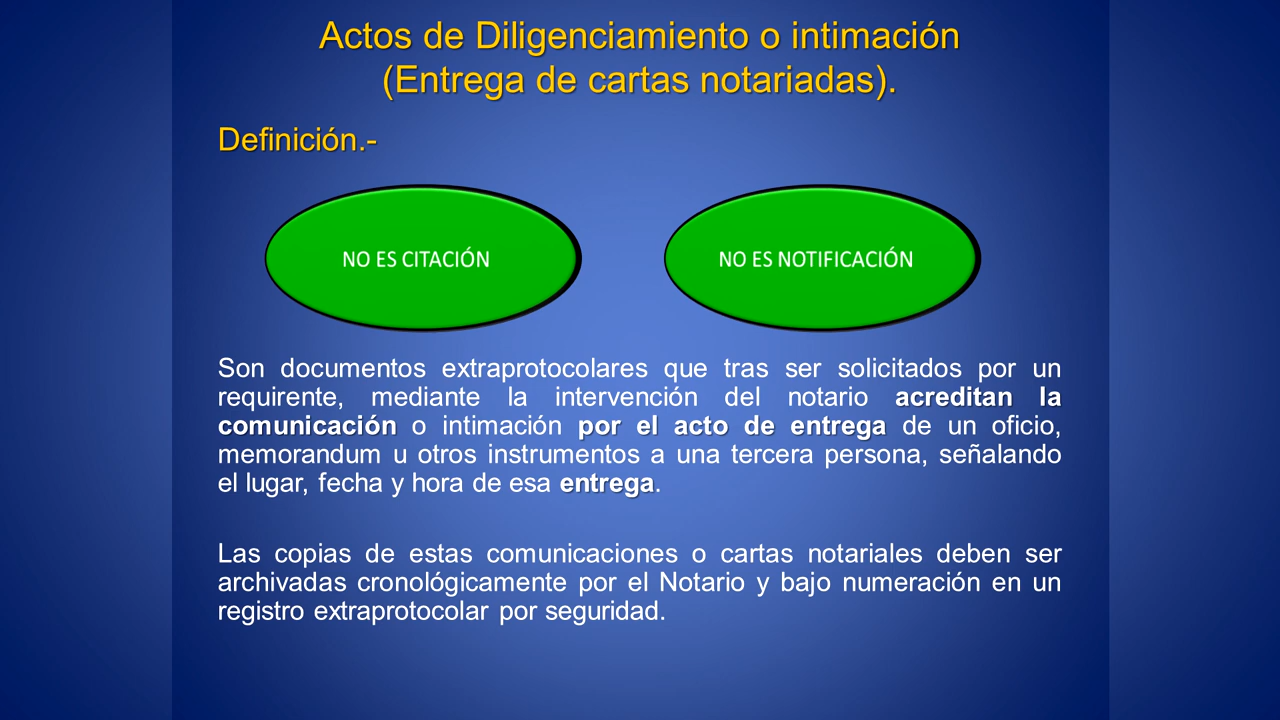 Actos de Diligenciamiento o intimación
(Entrega de cartas notariadas).
Definición.-
NO ES CITACIÓN
NO ES NOTIFICACIÓN
Son documentos extraprotocolares que tras ser solicitados por un
requirente, mediante la intervención del notario acreditan la
comunicación o intimación por el acto de entrega de un oficio,
memorandum u otros instrumentos a una tercera persona, señalando
el lugar, fecha y hora de esa entrega.
Las copias de estas comunicaciones o cartas notariales deben ser
archivadas cronológicamente por el Notario y bajo numeración en un
registro extraprotocolar por seguridad.